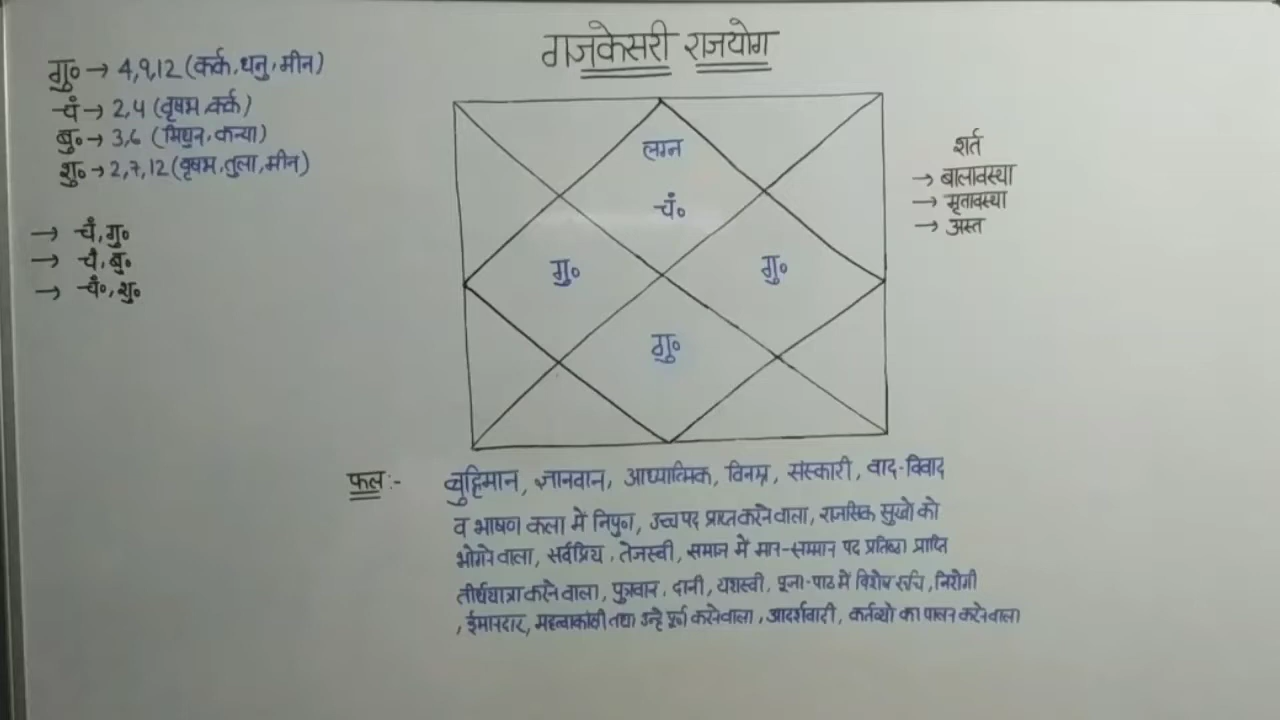 गजकेसरी राजयोग
गु० → 4,9,12 (कर्क, धनु, मीन)
चं → 2,4 (वृषभ, कर्क)
बु० → 3,6 (मिथुन, कन्या)
शु० → 2,7,12 (वृषभ, तुला, मीन)
→ चं, गु०
→ चं, बु०
→ चं०, शु०
लग्न
चं०
गु०
गु०
गु०
शर्त
→ बालावस्था
→ मृतावस्था
→ अस्त
फल :- बुद्दिमान, ज्ञानवान, आध्यात्मिक, विनम्र, संस्कारी, वाद-विवाद
व भाषण कला में निपुण, उच्च पद प्राप्त करने वाला, राजसिक सुखो को
भोगने वाला, सर्वप्रिय, तेजस्वी, समाज में मान-सम्मान पद प्रतिष्ठा प्राप्ति
तीर्थयात्रा करने वाला, पुत्रवान, दानी, यशस्वी, पूजा-पाठ में विशेष रुचि, निरोगी
, ईमानदार, महत्वाकांक्षी तथा उन्हे पूर्ण करनेवाला, आदर्शवादी, कर्तव्यो का पालन करनेवाला